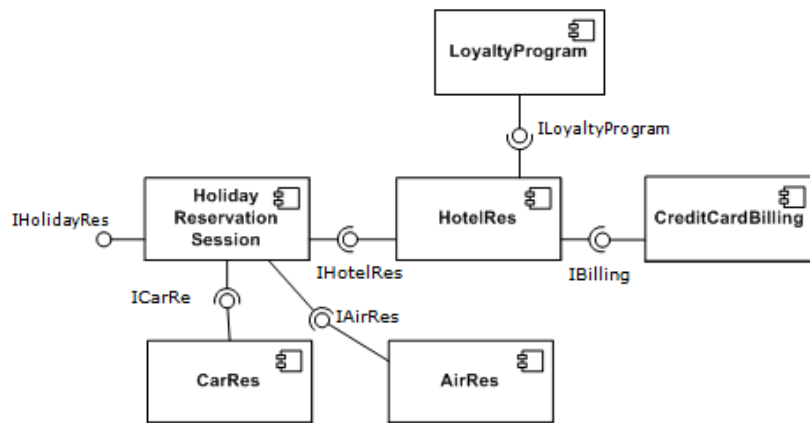 LoyaltyProgram
ILoyaltyProgram
Holiday
Reservation
Session
HotelRes
CreditCardBilling
IHolidayRes
IHotelRes
IBilling
ICarRe
IAirRes
CarRes
AirRes